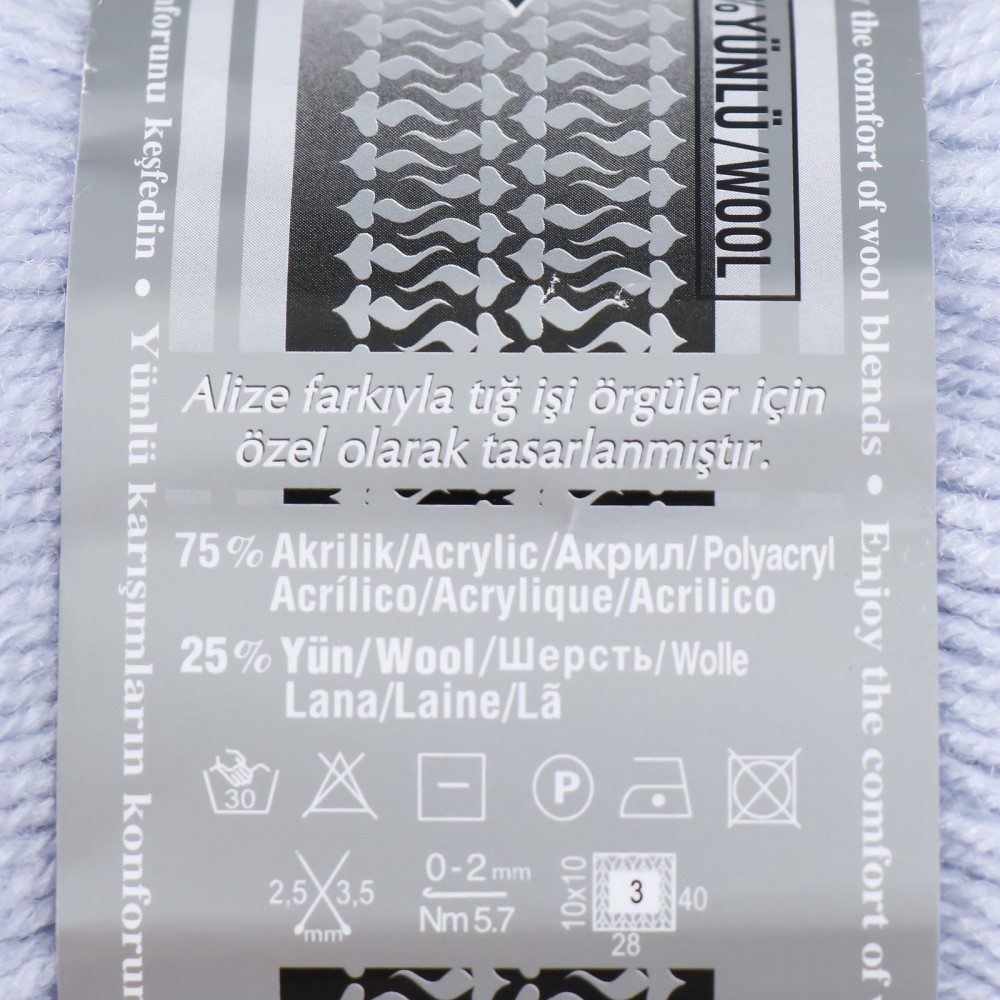 %YÜNLÜ/WOOL
Alize farkıyla tığ işi örgüler için
özel olarak tasarlanmıştır.
75% Akrilik/Acrylic/Акрил/Polyacryl
Acrílico/Acrylique/Acrilico
25% Yün/Wool/Шерсть/Wolle
Lana/Laine/Lã
30
P
2,5 3,5
mm
0-2 mm
Nm 5.7
10x10
3
40
28
keşfedin • Yünlü karışımların
the comfort of wool blends • Enjoy the comfort of